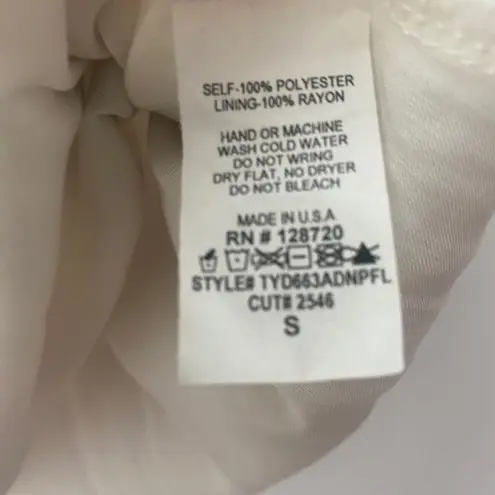 SELF-100% POLYESTER
LINING-100% RAYON
HAND OR MACHINE
WASH COLD WATER
DO NOT WRING
DRY FLAT, NO DRYER
DO NOT BLEACH
MADE IN U.S.A
RN # 128720
STYLE# TYD663ADNPFL
CUT# 2546
S